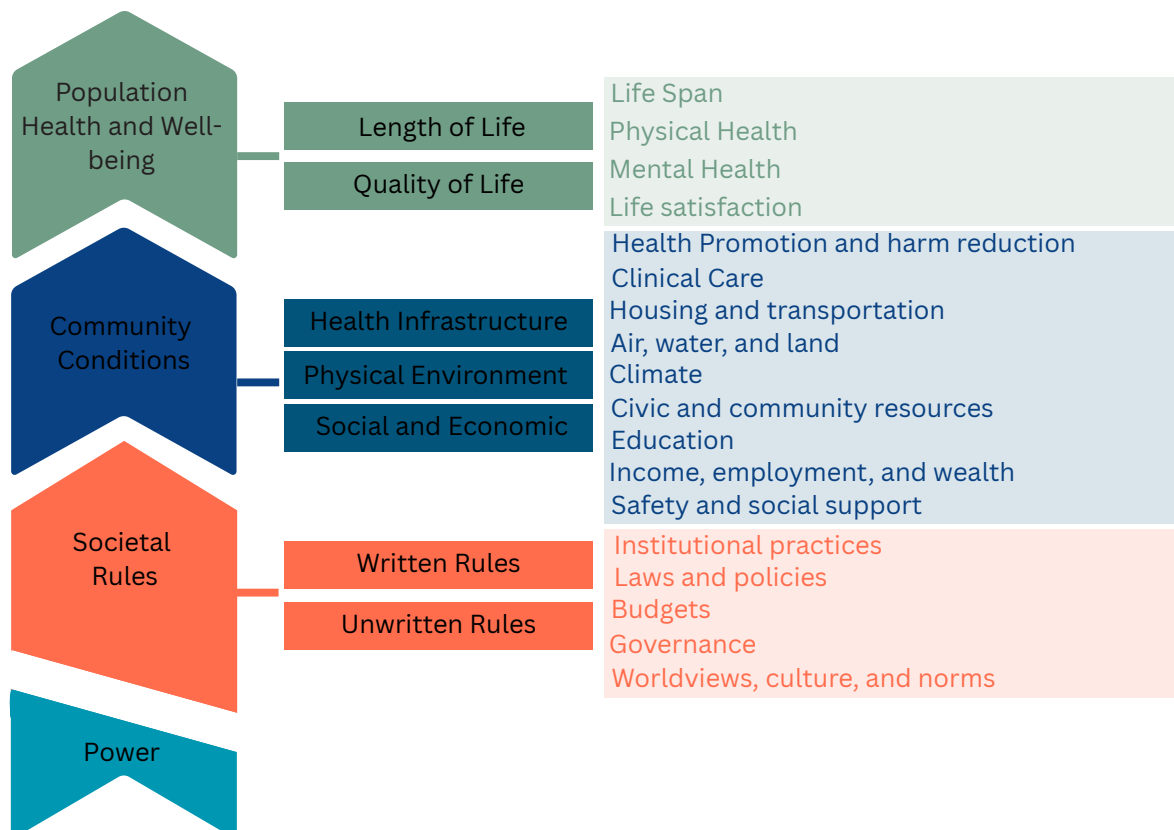 Population
Health and Well-
being
Length of Life
Quality of Life
Life Span
Physical Health
Mental Health
Life satisfaction
Community
Conditions
Health Infrastructure
Physical Environment
Social and Economic
Health Promotion and harm reduction
Clinical Care
Housing and transportation
Air, water, and land
Climate
Civic and community resources
Education
Income, employment, and wealth
Safety and social support
Societal
Rules
Written Rules
Unwritten Rules
Institutional practices
Laws and policies
Budgets
Governance
Worldviews, culture, and norms
Power